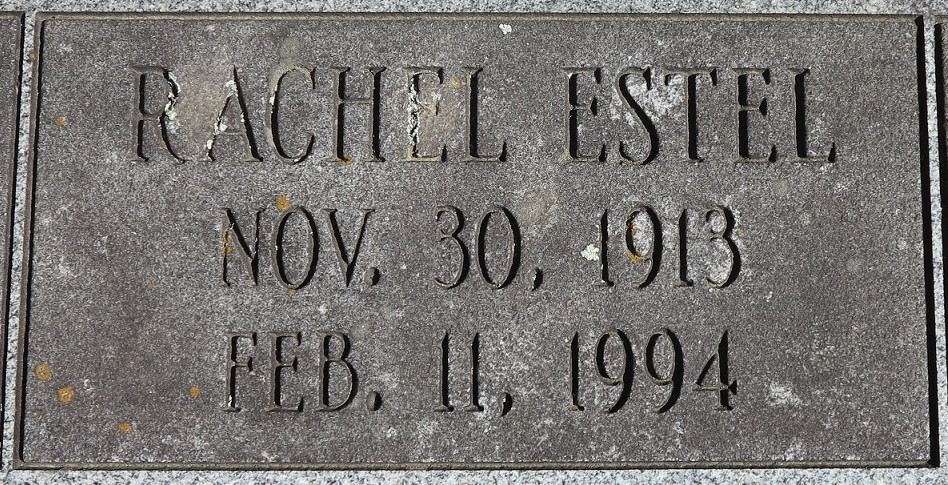 RACHEL ESTEL
NOV. 30, 1913
FEB. 11, 1994